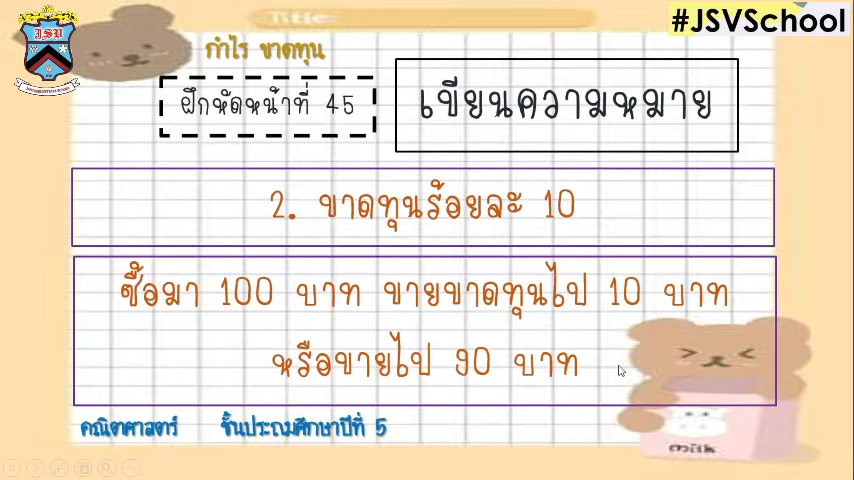 Title
#JSVSchool
JSV
กำไร ขาดทุน
ฝึกหัดหน้าที่ 45
เขียนความหมาย
2. ขาดทุนร้อยละ 10
ซื้อมา 100 บาท ขายขาดทุนไป 10 บาท
หรือขายไป 90 บาท
คณิตศาสตร์ ชั้นประถมศึกษาปีที่ 5
milk